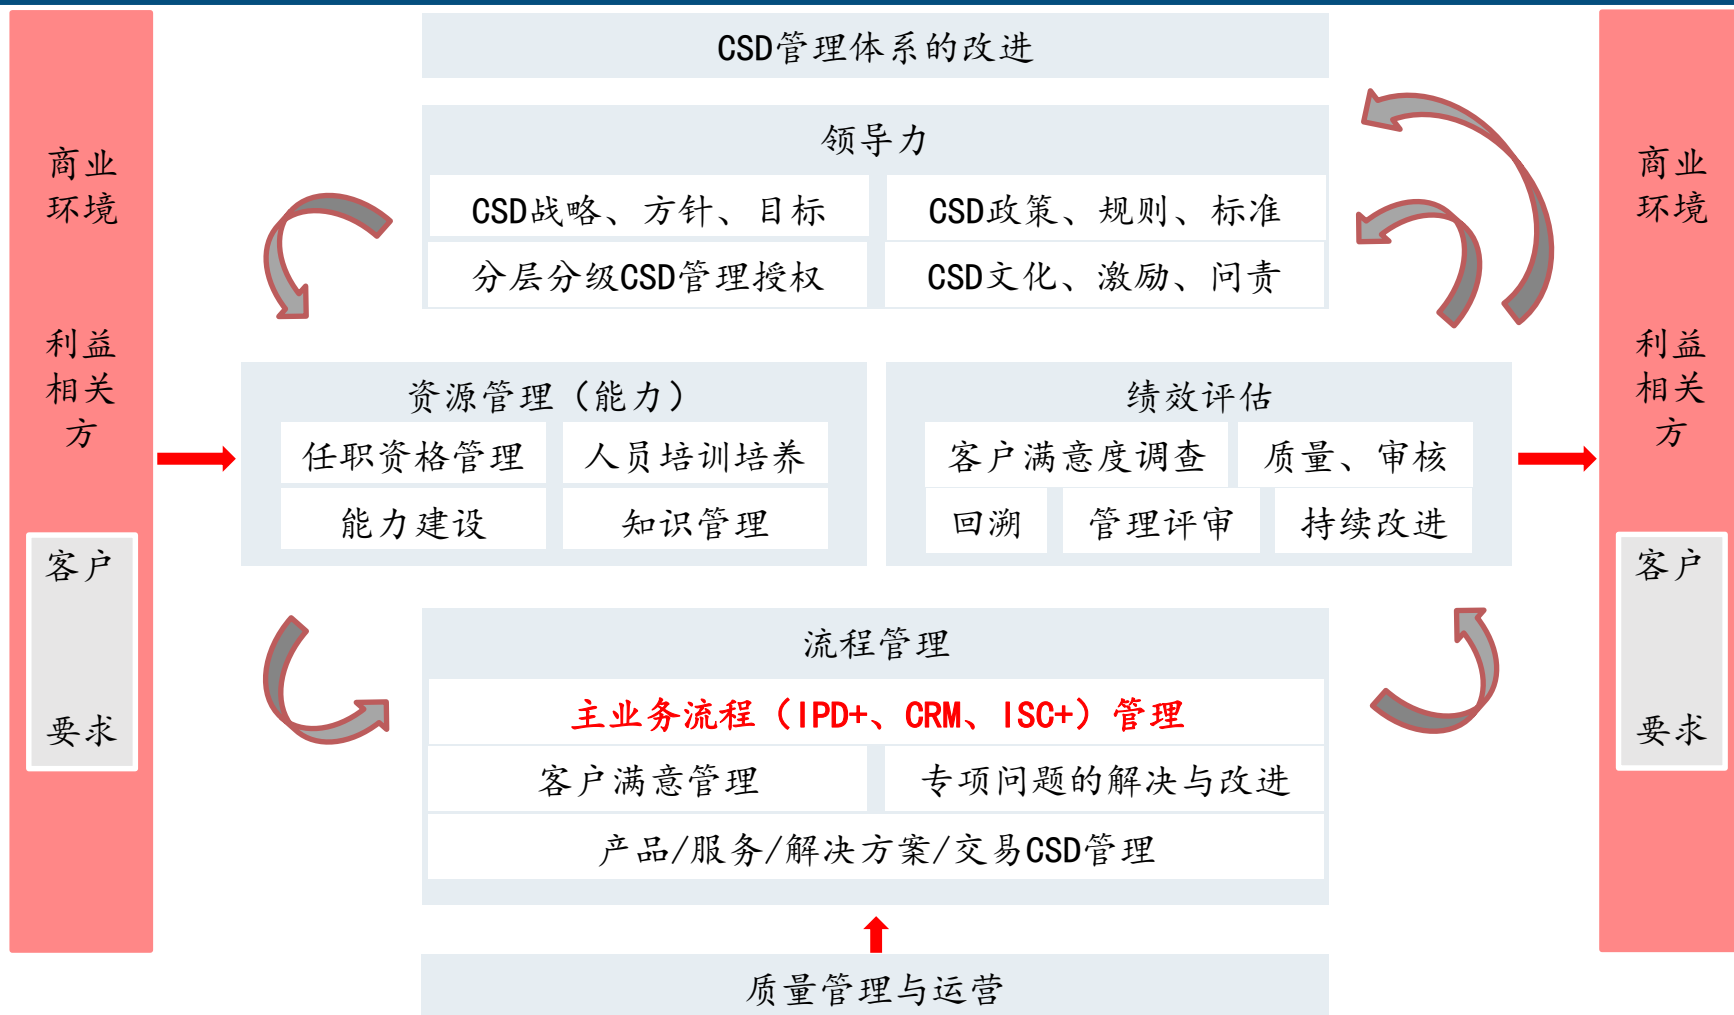 CSD管理体系的改进
商业
环境
利益
相关
方
客户
要求
领导力
CSD战略、方针、目标
CSD政策、规则、标准
分层分级CSD管理授权
CSD文化、激励、问责
资源管理（能力）
任职资格管理
人员培训培养
能力建设
知识管理
绩效评估
客户满意度调查
质量、审核
回溯
管理评审
持续改进
流程管理
主业务流程（IPD+、CRM、ISC+）管理
客户满意管理
专项问题的解决与改进
产品/服务/解决方案/交易CSD管理
质量管理与运营
商业
环境
利益
相关
方
客户
要求